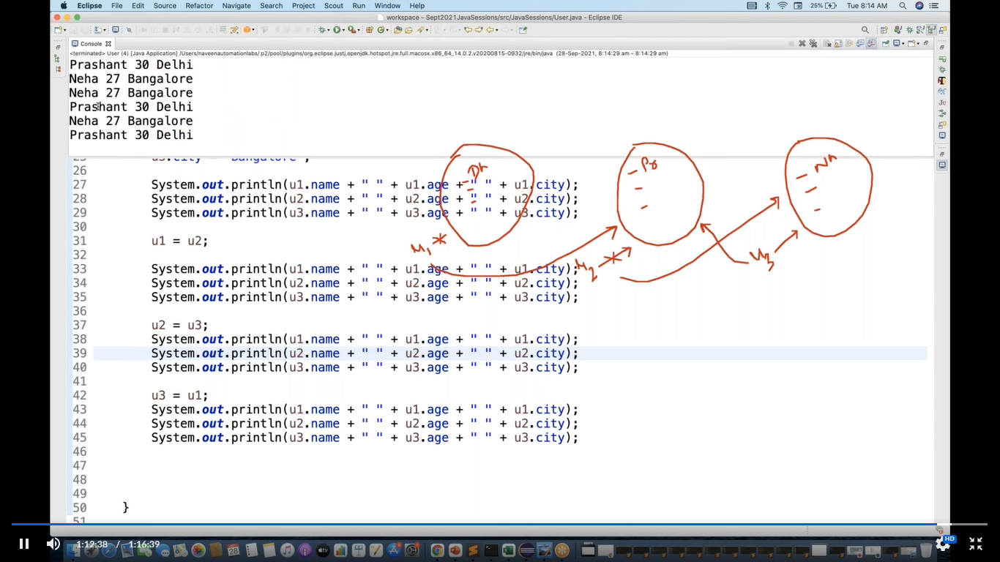 Eclipse File Edit Source Refactor Navigate Search Project Scout Run Window Help 25% Tue 8:14 AM
workspace - Sept2021JavaSessions/src/JavaSessions/User.java - Eclipse IDE
Console
<terminated> User (4) [Java Application] /Users/naveenautomationlabs/.p2/pool/plugins/org.eclipse.justj.openjdk.hotspot.jre.full.macosx.x86_64_14.0.2.v20200815-0932/jre/bin/java (28-Sep-2021, 8:14:29 am – 8:14:29 am)
Prashant 30 Delhi
Neha 27 Bangalore
Neha 27 Bangalore
Prashant 30 Delhi
Neha 27 Bangalore
Prashant 30 Delhi
25 u3.city = "Bangalore";
26
27 System.out.println(u1.name + " " + u1.age + " " + u1.city);
28 System.out.println(u2.name + " " + u2.age + " " + u2.city);
29 System.out.println(u3.name + " " + u3.age + " " + u3.city);
30
31 u1 = u2;
32
33 System.out.println(u1.name + " " + u1.age + " " + u1.city);
34 System.out.println(u2.name + " " + u2.age + " " + u2.city);
35 System.out.println(u3.name + " " + u3.age + " " + u3.city);
36
37 u2 = u3;
38 System.out.println(u1.name + " " + u1.age + " " + u1.city);
39 System.out.println(u2.name + " " + u2.age + " " + u2.city);
40 System.out.println(u3.name + " " + u3.age + " " + u3.city);
41
42 u3 = u1;
43 System.out.println(u1.name + " " + u1.age + " " + u1.city);
44 System.out.println(u2.name + " " + u2.age + " " + u2.city);
45 System.out.println(u3.name + " " + u3.age + " " + u3.city);
46
47
48
49
50 }
51
Pr
u1
u2
u3
1:12:38 / 1:16:39
HD